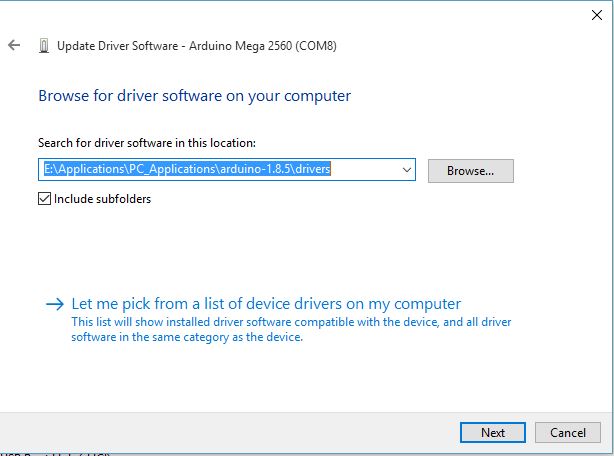 Update Driver Software - Arduino Mega 2560 (COM8)
Browse for driver software on your computer
Search for driver software in this location:
E:\Applications\PC_Applications\arduino-1.8.5\drivers
Browse...
Include subfolders
Let me pick from a list of device drivers on my computer
This list will show installed driver software compatible with the device, and all driver
software in the same category as the device.
Next
Cancel